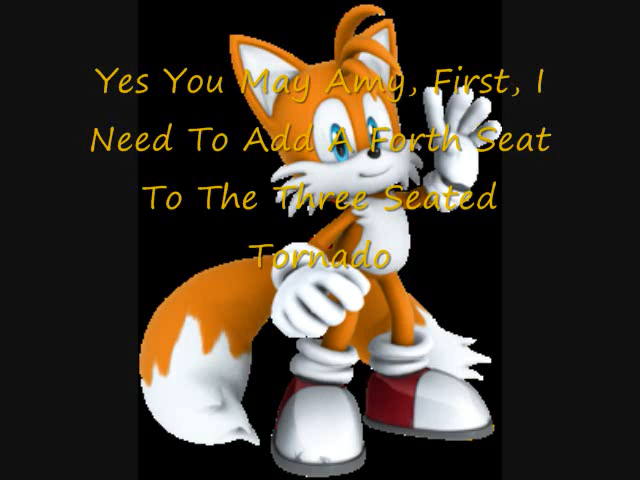 Yes You May Amy, First, I
Need To Add A Forth Seat
To The Three Seated
Tornado